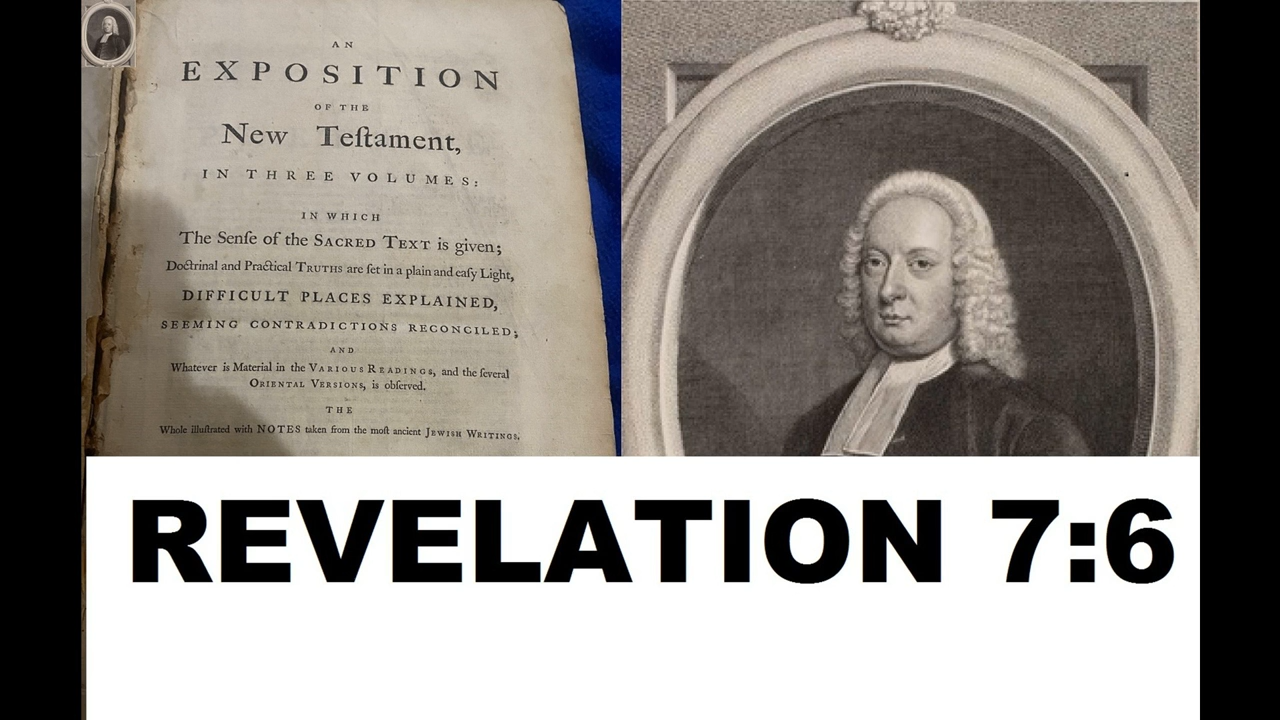 AN
EXPOSITION
OF THE
New Teſtament,
IN THREE VOLUMES:
IN WHICH
The Senſe of the SACRED TEXT is given;
Doctrinal and Practical TRUTHS are ſet in a plain and eaſy Light,
DIFFICULT PLACES EXPLAINED,
SEEMING CONTRADICTIONS RECONCILED;
AND
Whatever is Material in the VARIOUS READINGS, and the ſeveral
ORIENTAL VERSIONS, is obſerved.
THE
Whole illuſtrated with NOTES taken from the moſt ancient JEWISH WRITINGS.
REVELATION 7:6